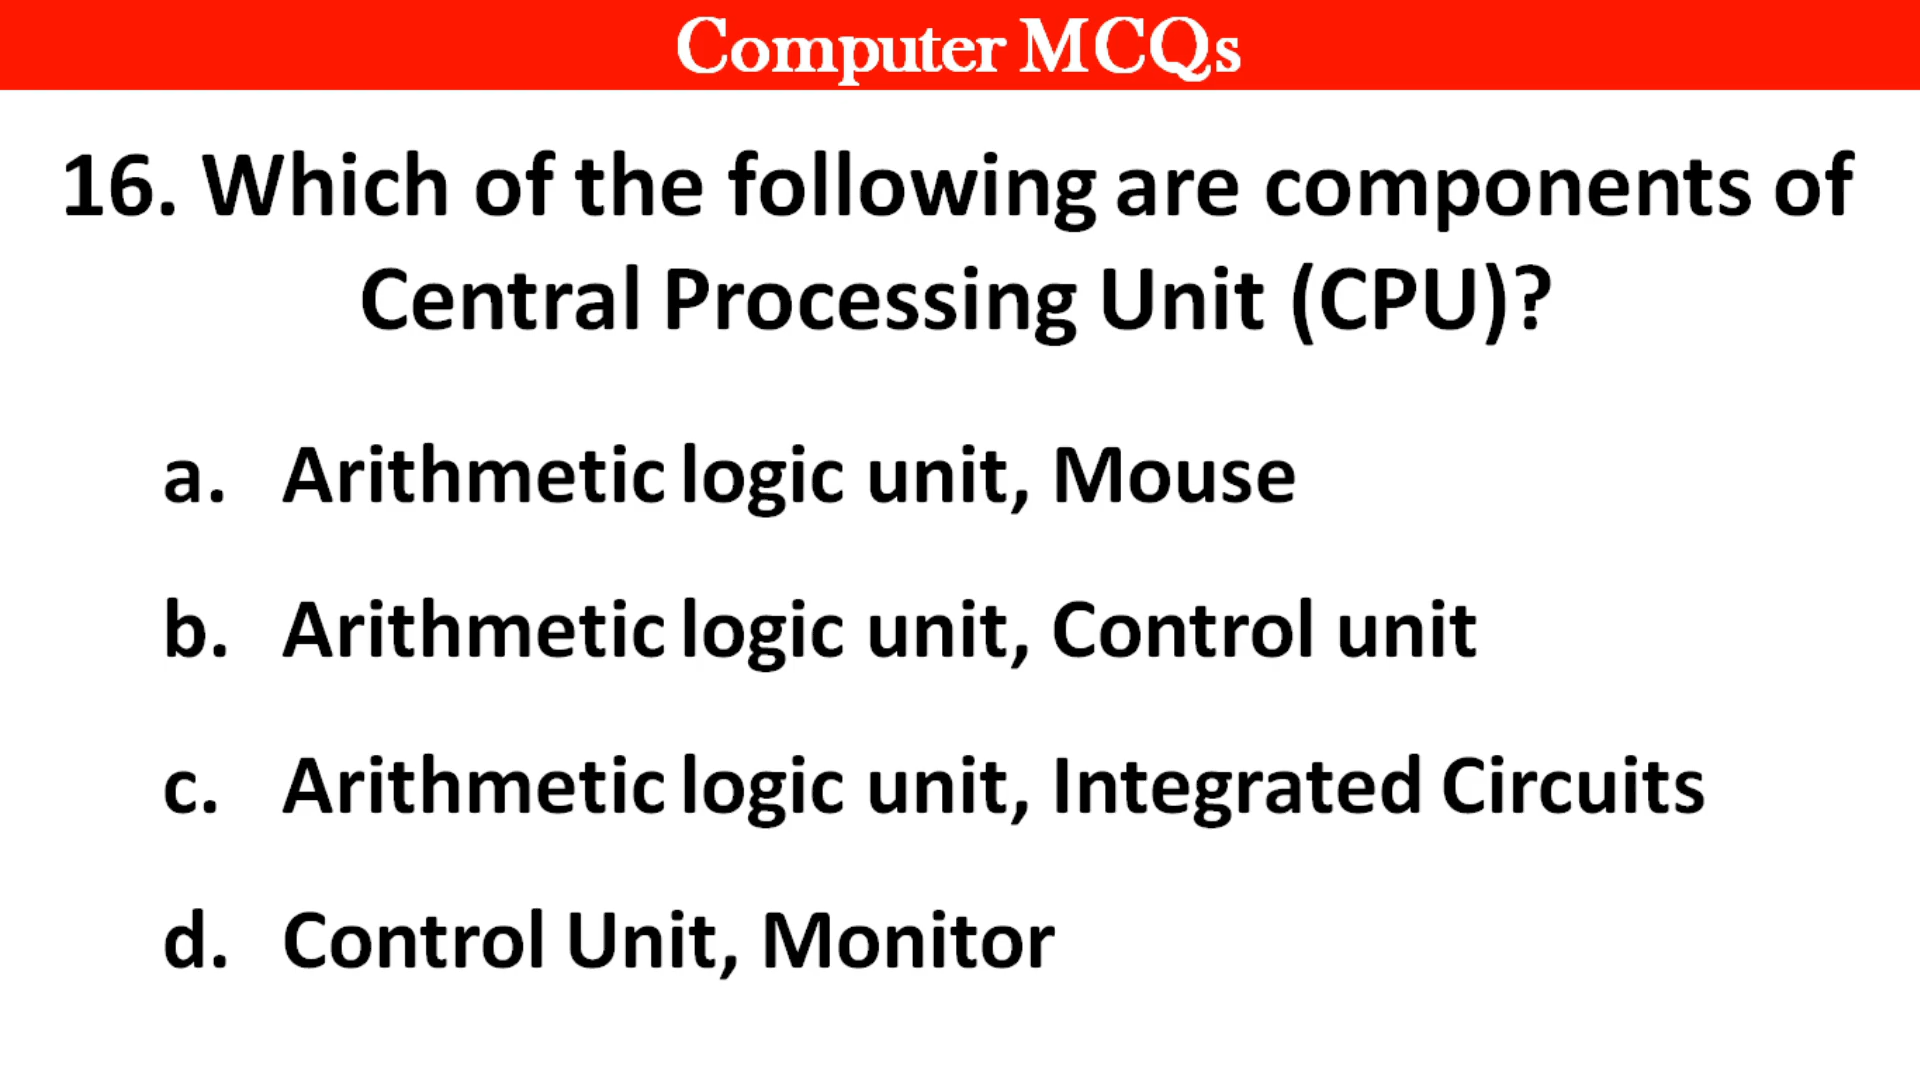 Computer MCQs
16. Which of the following are components of
Central Processing Unit (CPU)?
a. Arithmetic logic unit, Mouse
b. Arithmetic logic unit, Control unit
c. Arithmetic logic unit, Integrated Circuits
d. Control Unit, Monitor